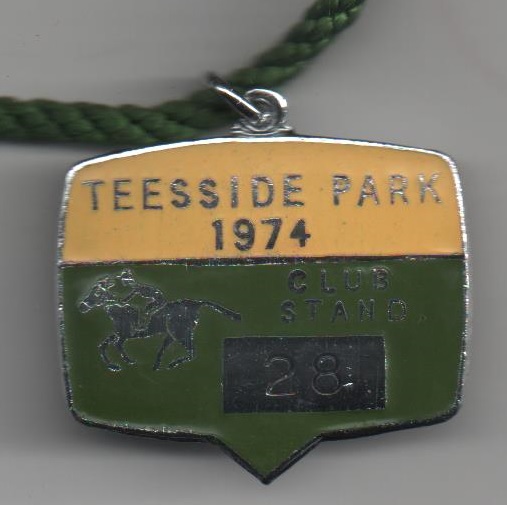 TEESSIDE PARK
1974
CLUB
STAND.
28